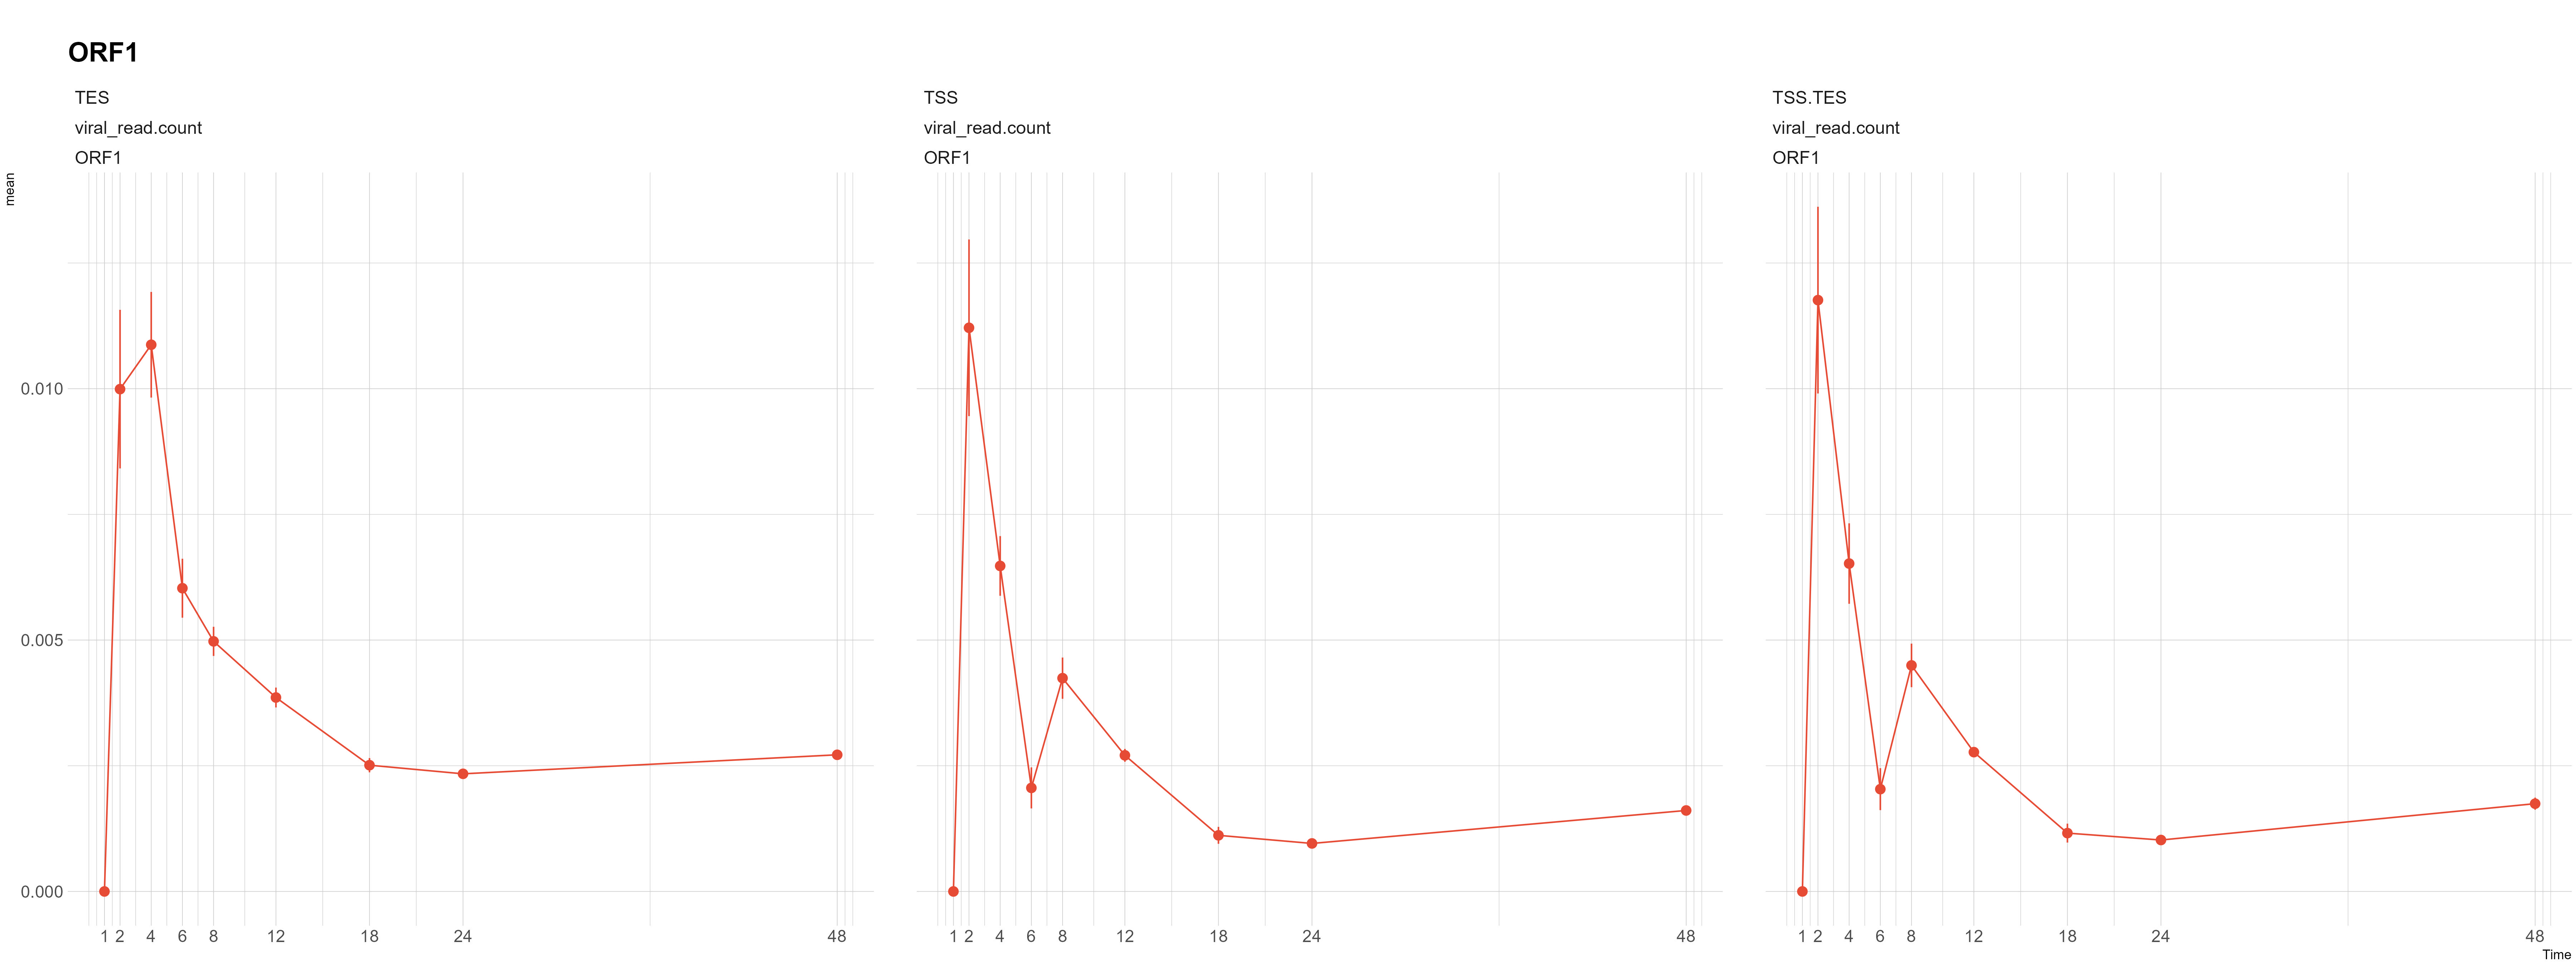 ORF1
TES
viral_read.count
ORF1
TSS
viral_read.count
ORF1
TSS.TES
viral_read.count
ORF1
mean
0.010
0.005
0.000
1 2 4 6 8 12 18 24 48
1 2 4 6 8 12 18 24 48
1 2 4 6 8 12 18 24 48
Time